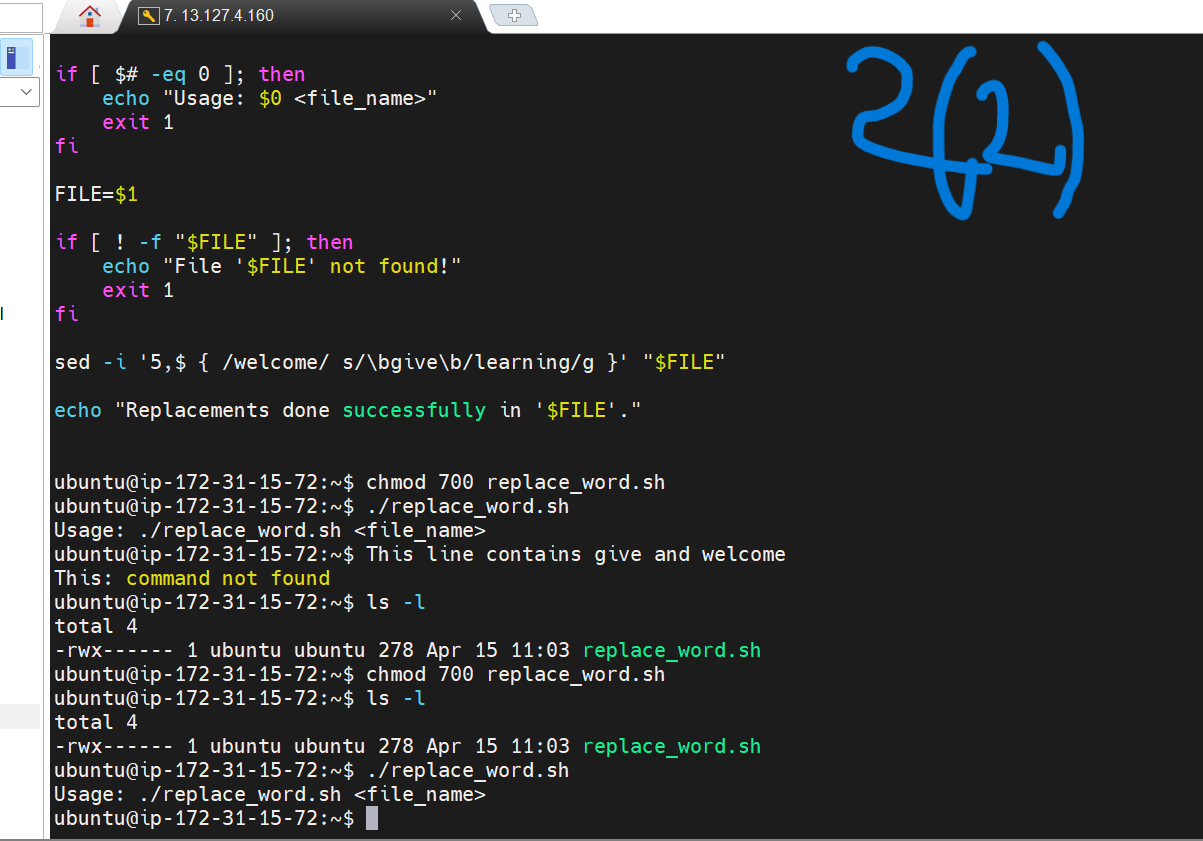 7. 13.127.4.160
2(2)
if [ $# -eq 0 ]; then
    echo "Usage: $0 <file_name>"
    exit 1
fi
FILE=$1
if [ ! -f "$FILE" ]; then
    echo "File '$FILE' not found!"
    exit 1
fi
sed -i '5,$ { /welcome/ s/\bgive\b/learning/g }' "$FILE"
echo "Replacements done successfully in '$FILE'."
ubuntu@ip-172-31-15-72:~$ chmod 700 replace_word.sh
ubuntu@ip-172-31-15-72:~$ ./replace_word.sh
Usage: ./replace_word.sh <file_name>
ubuntu@ip-172-31-15-72:~$ This line contains give and welcome
This: command not found
ubuntu@ip-172-31-15-72:~$ ls -l
total 4
-rwx------ 1 ubuntu ubuntu 278 Apr 15 11:03 replace_word.sh
ubuntu@ip-172-31-15-72:~$ chmod 700 replace_word.sh
ubuntu@ip-172-31-15-72:~$ ls -l
total 4
-rwx------ 1 ubuntu ubuntu 278 Apr 15 11:03 replace_word.sh
ubuntu@ip-172-31-15-72:~$ ./replace_word.sh
Usage: ./replace_word.sh <file_name>
ubuntu@ip-172-31-15-72:~$